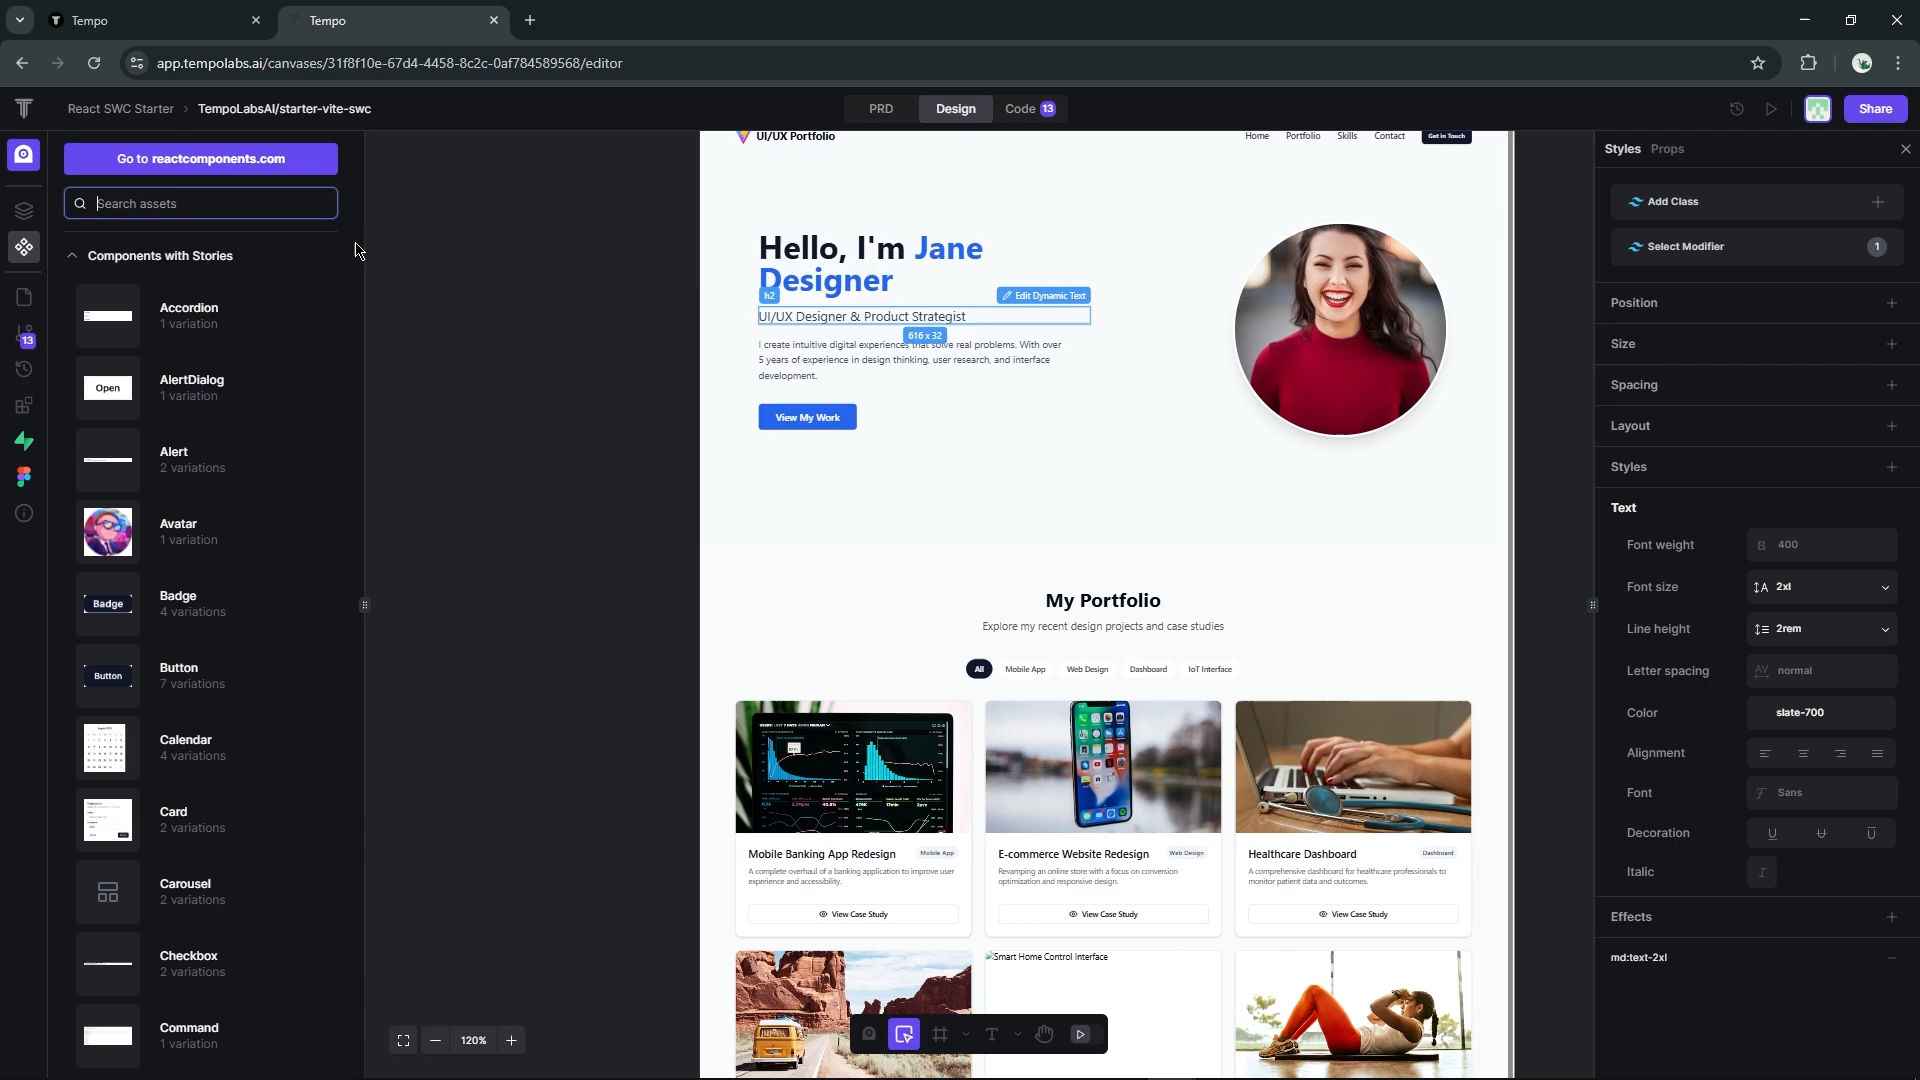 Tempo
Tempo
app.tempolabs.ai/canvases/31f8f10e-67d4-4458-8c2c-0af784589568/editor
React SWC Starter > TempoLabsAI/starter-vite-swc
PRD
Design
Code 13
Share
Go to reactcomponents.com
Search assets
Components with Stories
Accordion
1 variation
Open
AlertDialog
1 variation
Alert
2 variations
Avatar
1 variation
Badge
Badge
4 variations
Button
Button
7 variations
Calendar
4 variations
Card
2 variations
Carousel
2 variations
Checkbox
2 variations
Command
1 variation
13
UI/UX Portfolio
Home
Portfolio
Skills
Contact
Get in Touch
Hello, I'm Jane
Designer
h2
Edit Dynamic Text
UI/UX Designer & Product Strategist
616 x 32
I create intuitive digital experiences that solve real problems. With over
5 years of experience in design thinking, user research, and interface
development.
View My Work
My Portfolio
Explore my recent design projects and case studies
All
Mobile App
Web Design
Dashboard
IoT Interface
Mobile Banking App Redesign
Mobile App
A complete overhaul of a banking application to improve user
experience and accessibility.
View Case Study
E-commerce Website Redesign
Web Design
Revamping an online store with a focus on conversion
optimization and responsive design.
View Case Study
Healthcare Dashboard
Dashboard
A comprehensive dashboard for healthcare professionals to
monitor patient data and outcomes.
View Case Study
Smart Home Control Interface
120%
Styles
Props
Add Class
Select Modifier
1
Position
Size
Spacing
Layout
Styles
Text
Font weight
B 400
Font size
2xl
Line height
2rem
Letter spacing
normal
Color
slate-700
Alignment
Font
Sans
Decoration
Italic
Effects
md:text-2xl